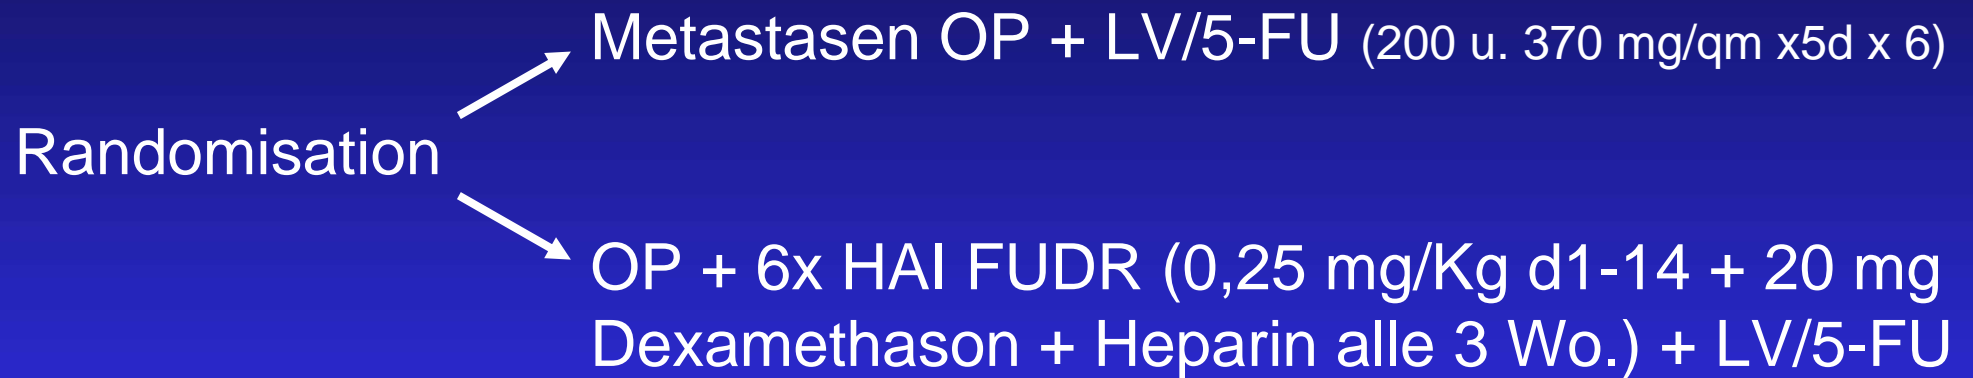 Metastasen OP + LV/5-FU (200 u. 370 mg/qm x5d x 6)
Randomisation
OP + 6x HAI FUDR (0,25 mg/Kg d1-14 + 20 mg
Dexamethason + Heparin alle 3 Wo.) + LV/5-FU